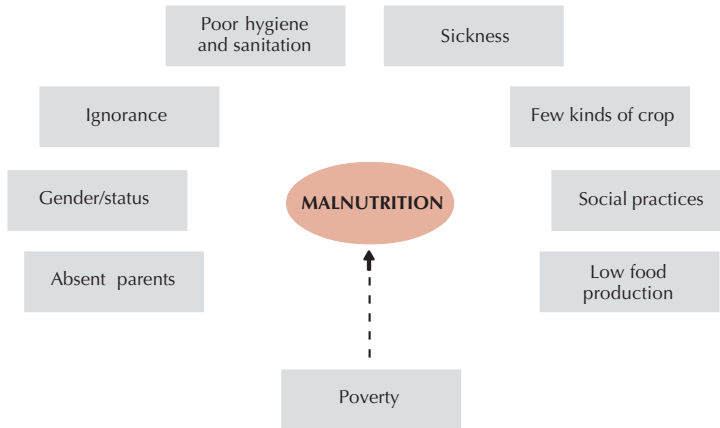 Poor hygiene
and sanitation
Sickness
Ignorance
Few kinds of crop
Gender/status
MALNUTRITION
Social practices
Absent parents
Low food
production
Poverty